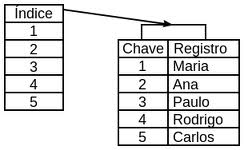 Índice
1
2
3
4
5
Chave Registro
1 Maria
2 Ana
3 Paulo
4 Rodrigo
5 Carlos